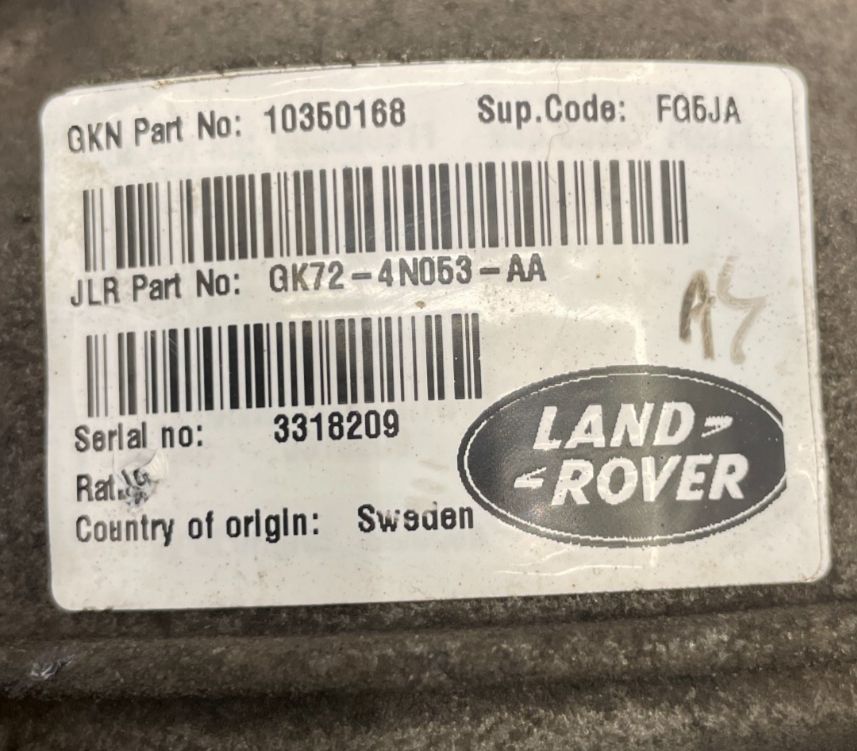 GKN Part No: 10350168 Sup.Code: FG5JA
JLR Part No: GK72-4N053-AA
A
Serial no: 3318209
LAND
ROVER
Country of origin: Sweden